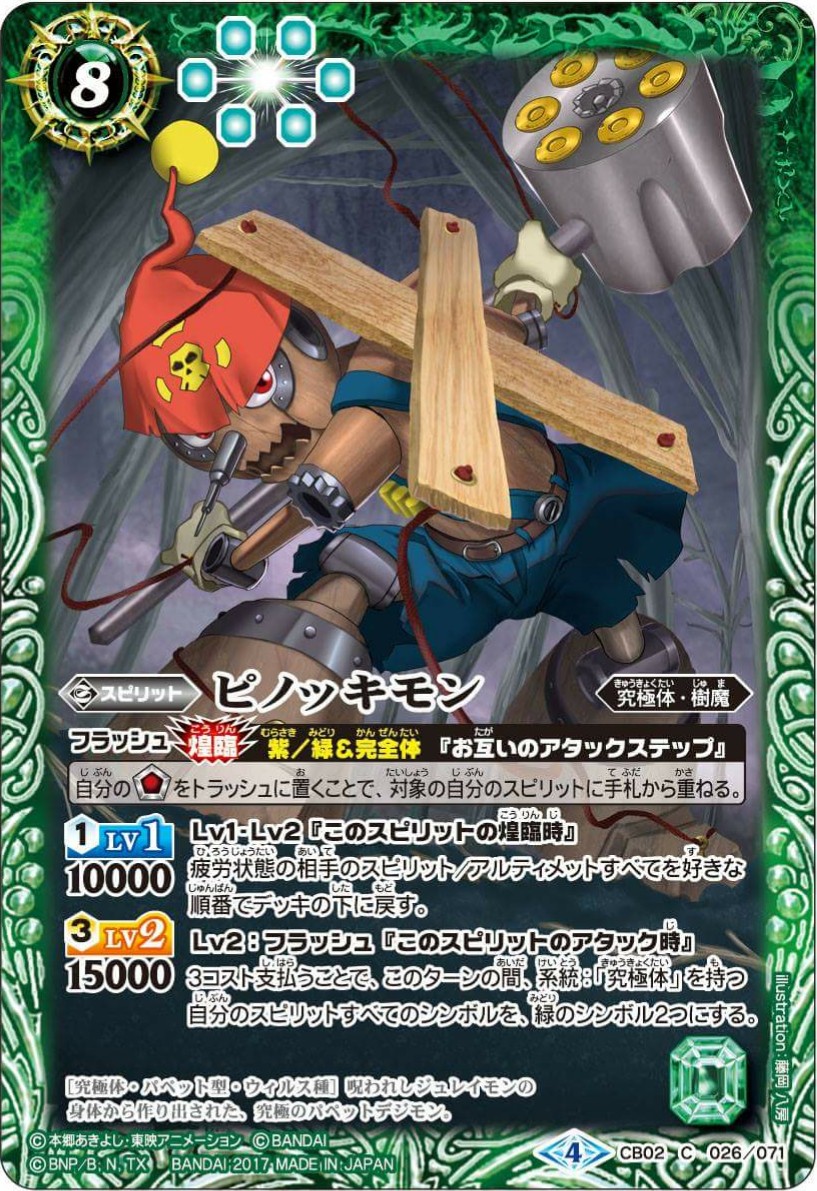 8
スピリット ピノッキモン 究極体・樹魔
フラッシュ 煌臨 紫/緑&完全体 『お互いのアタックステップ』
自分の をトラッシュに置くことで、対象の自分のスピリットに手札から重ねる。
1 LV1 10000
Lv1・Lv2『このスピリットの煌臨時』
疲労状態の相手のスピリット/アルティメットすべてを好きな
順番でデッキの下に戻す。
3 LV2 15000
Lv2:フラッシュ『このスピリットのアタック時』
3コスト支払うことで、このターンの間、系統:「究極体」を持つ
自分のスピリットすべてのシンボルを、緑のシンボル2つにする。
illustration:藤岡 八房
[究極体・パペット型・ウィルス種] 呪われしジュレイモンの
身体から作り出された、究極のパペットデジモン。
©本郷あきよし・東映アニメーション ©BANDAI
©BNP/B, N, TX BANDAI 2017 MADE IN JAPAN
4 CB02 C 026/071